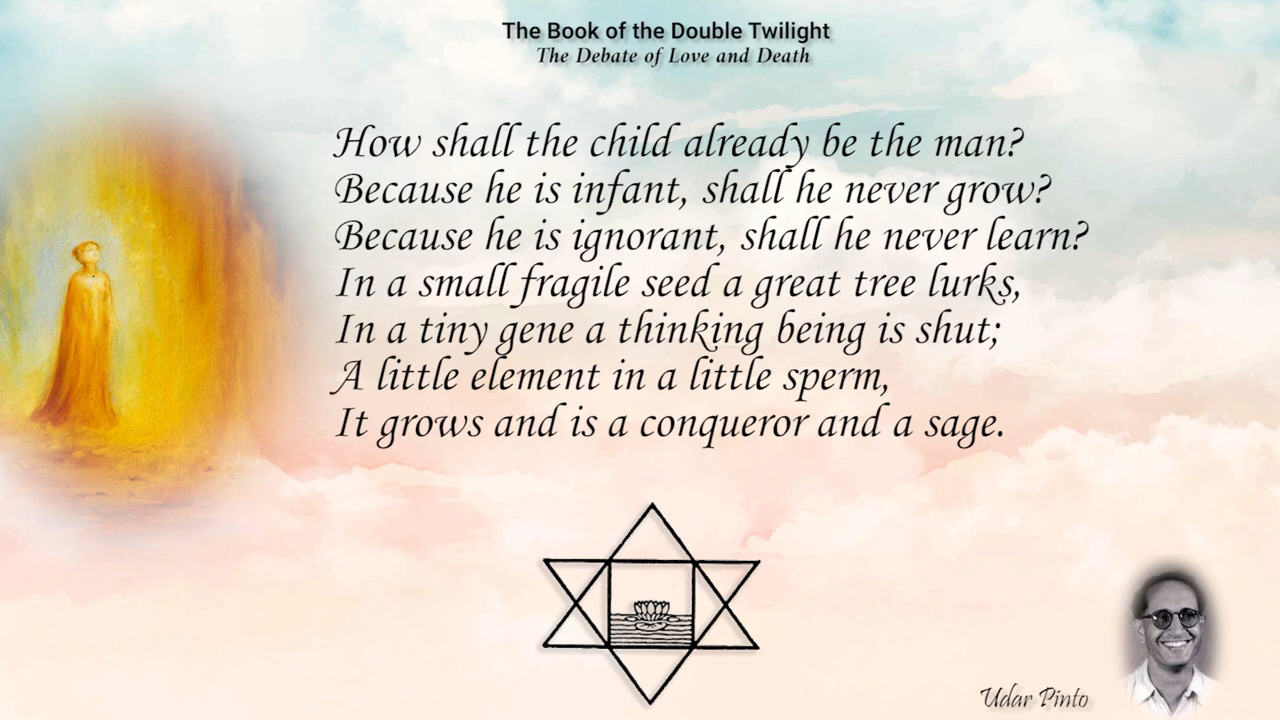 The Book of the Double Twilight
The Debate of Love and Death
How shall the child already be the man?
Because he is infant, shall he never grow?
Because he is ignorant, shall he never learn?
In a small fragile seed a great tree lurks,
In a tiny gene a thinking being is shut;
A little element in a little sperm,
It grows and is a conqueror and a sage.
Udar Pinto